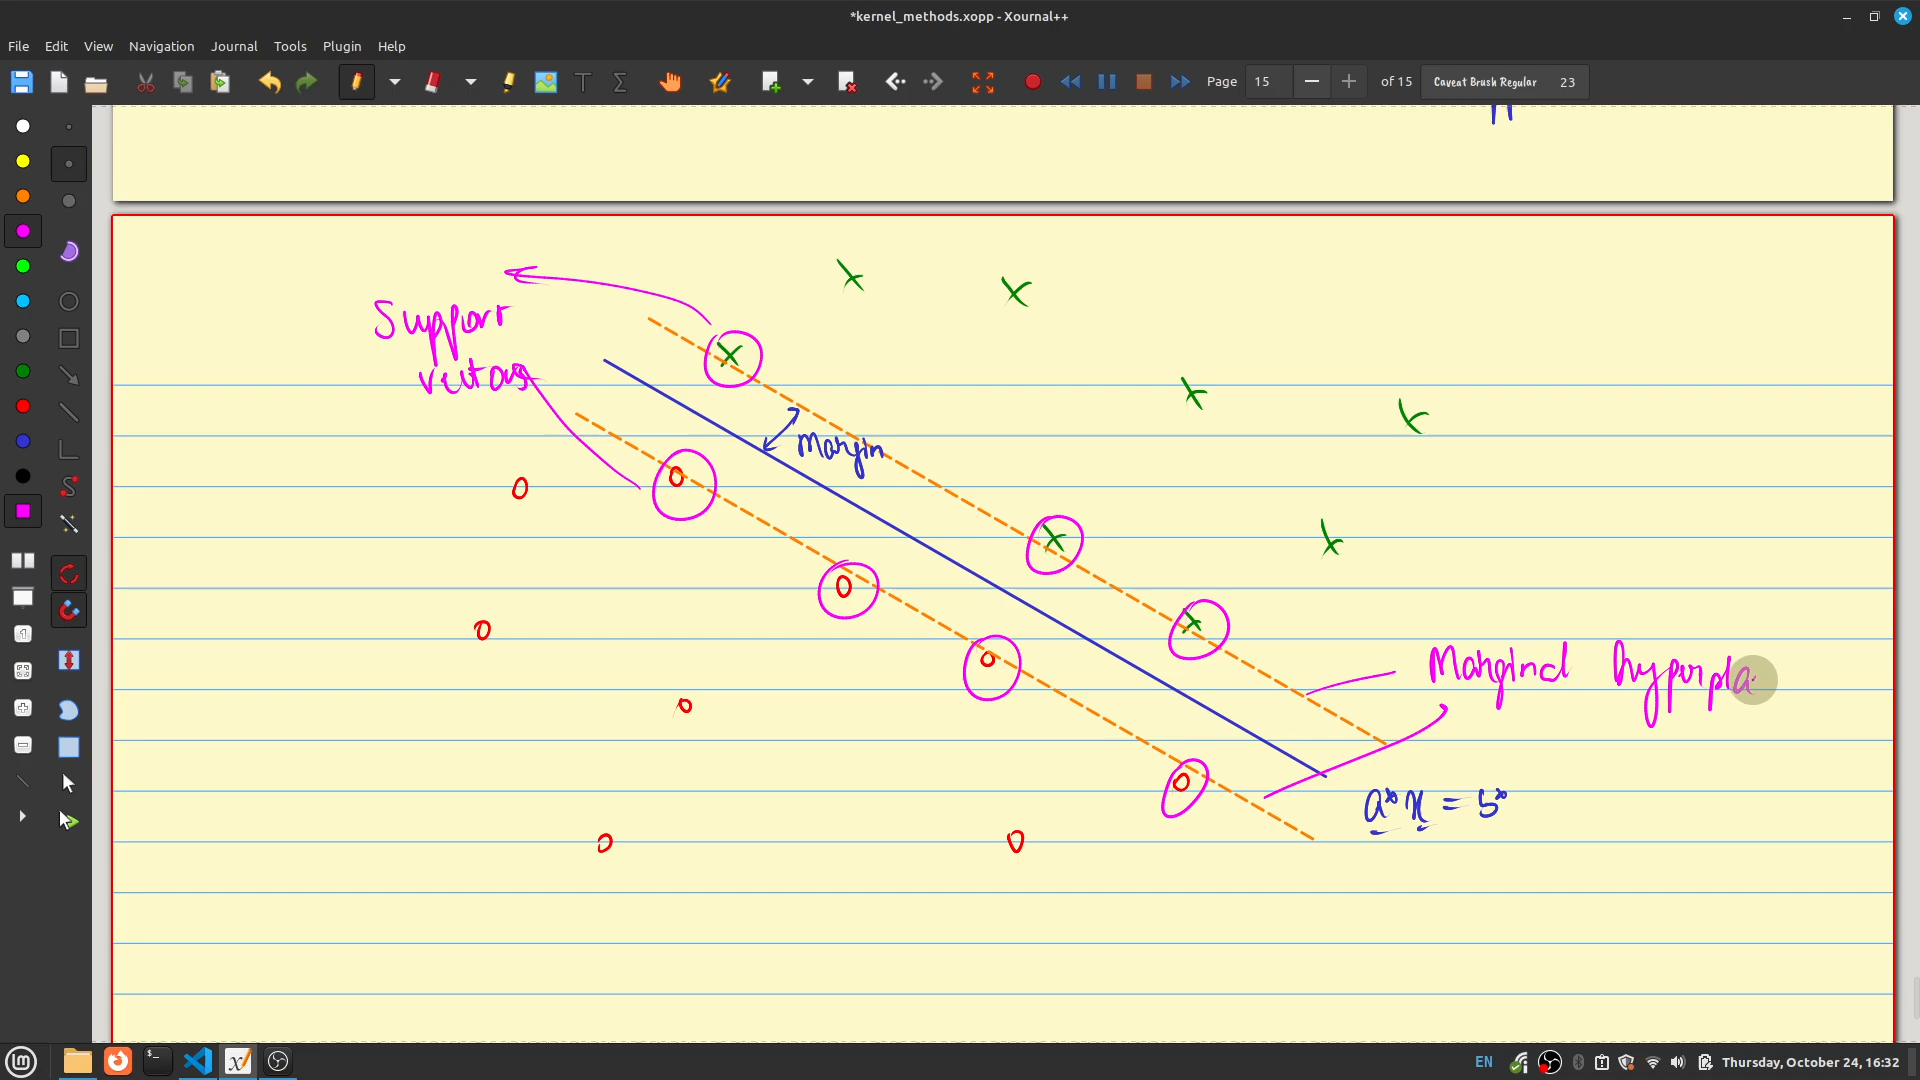 *kernel_methods.xopp - Xournal++
File Edit View Navigation Journal Tools Plugin Help
Page 15 of 15 Caveat Brush Regular 23
Support
vectors
Margin
Marginal hyperpla
a* x = b*
EN Thursday, October 24, 16:32